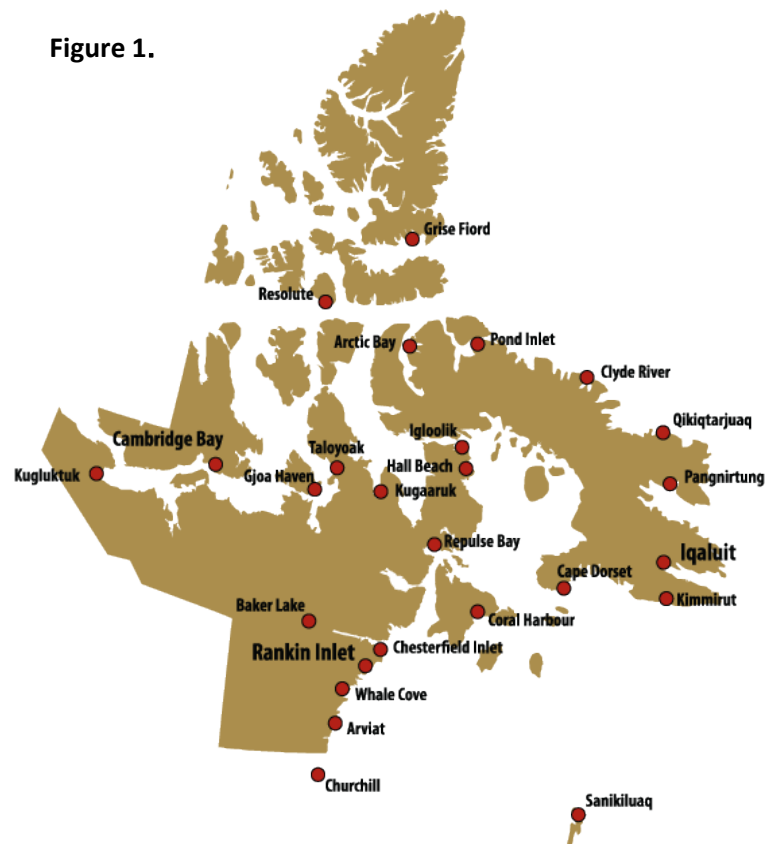 Figure 1.
Grise Fiord
Resolute
Arctic Bay
Pond Inlet
Clyde River
Qikiqtarjuaq
Igloolik
Cambridge Bay
Taloyoak
Hall Beach
Kugluktuk
Gjoa Haven
Kugaaruk
Pangnirtung
Repulse Bay
Iqaluit
Cape Dorset
Kimmirut
Baker Lake
Coral Harbour
Rankin Inlet
Chesterfield Inlet
Whale Cove
Arviat
Churchill
Sanikiluaq